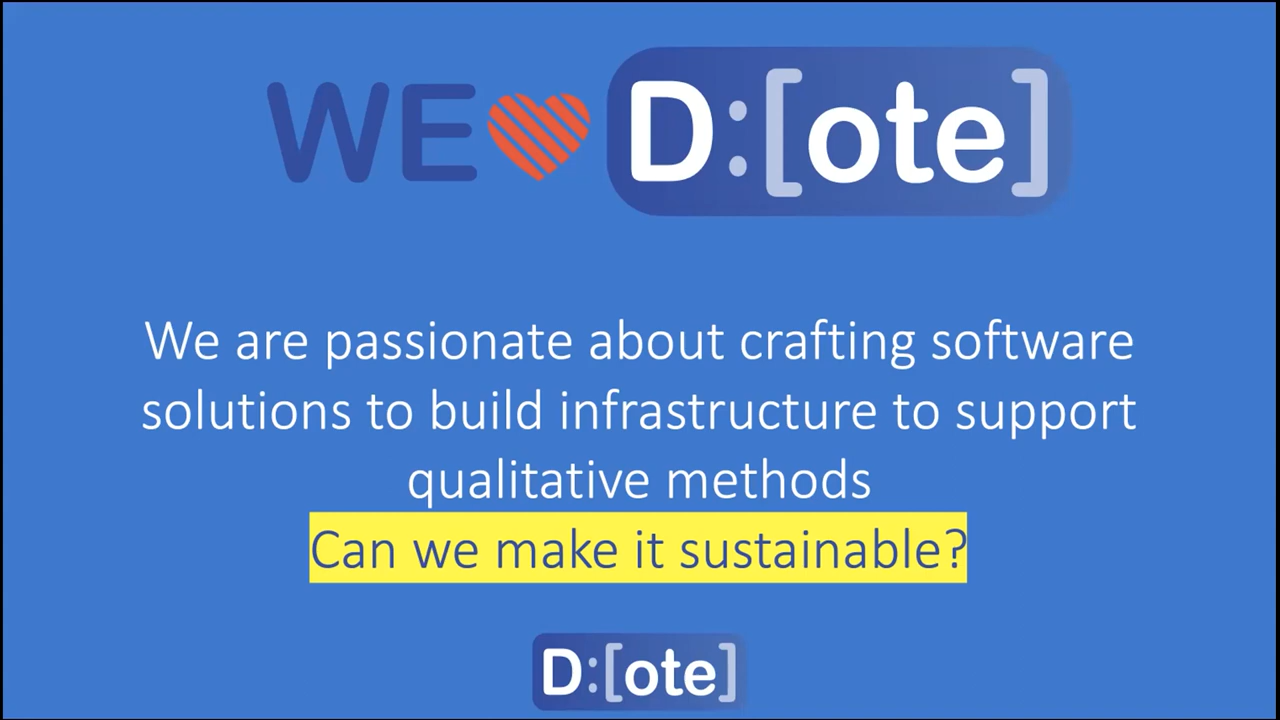 WE D:[ote]
We are passionate about crafting software
solutions to build infrastructure to support
qualitative methods
Can we make it sustainable?
D:[ote]